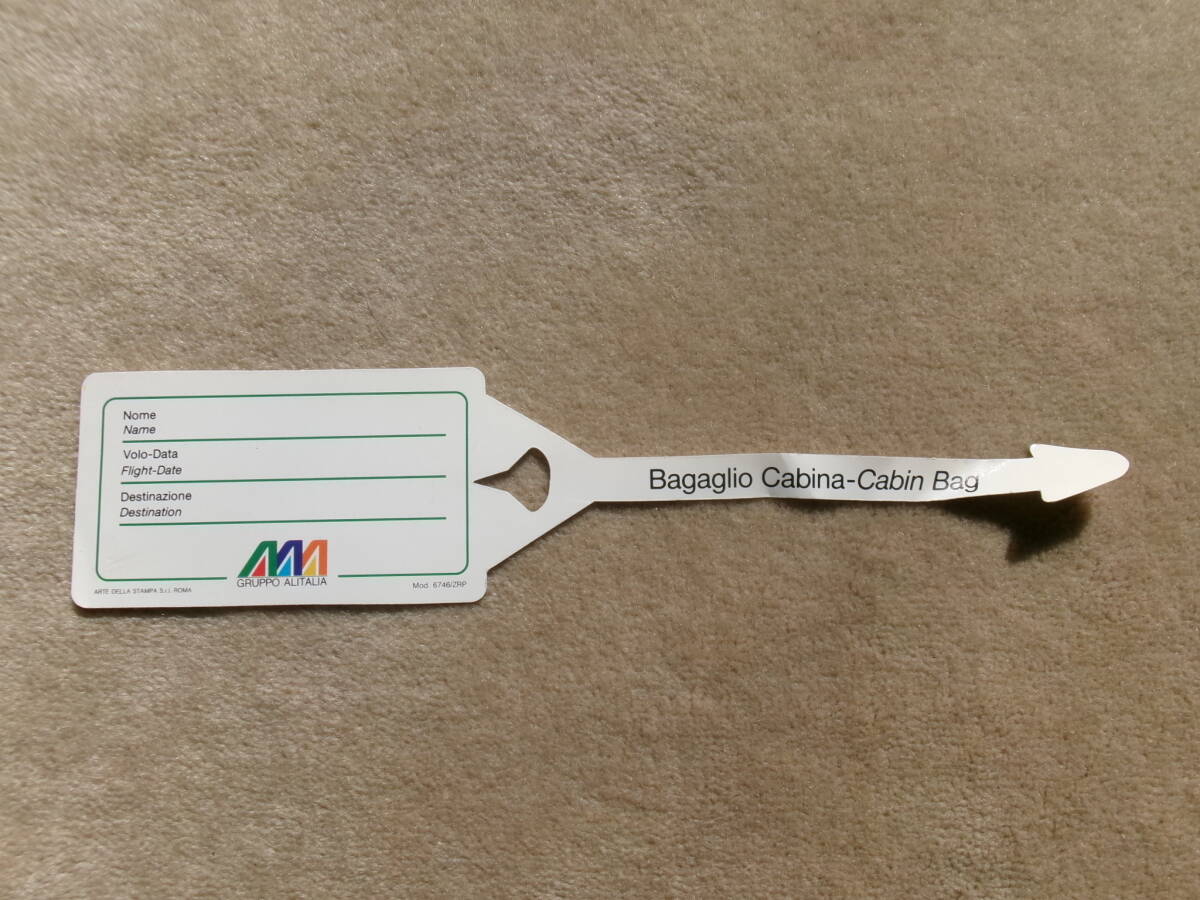 Nome
Name
Volo-Data
Flight-Date
Destinazione
Destination
GRUPPO ALITALIA
ARTE DELLA STAMPA S.r.l. ROMA
Mod. 6746/ZRP
Bagaglio Cabina-Cabin Bag